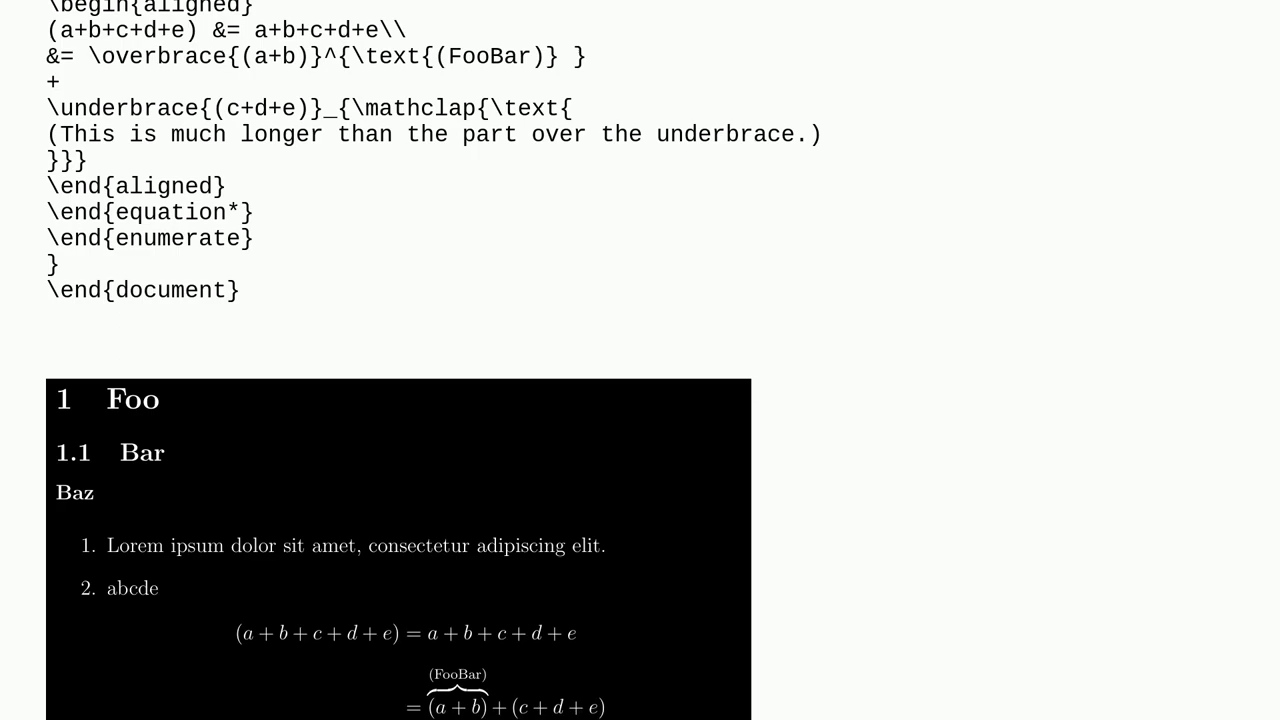 \begin{aligned}
(a+b+c+d+e) &= a+b+c+d+e\\
&= \overbrace{(a+b)}^{\text{(FooBar)} }
+
\underbrace{(c+d+e)}_{\mathclap{\text{
(This is much longer than the part over the underbrace.)
}}}
\end{aligned}
\end{equation*}
\end{enumerate}
}
\end{document}
1 Foo
1.1 Bar
Baz
1. Lorem ipsum dolor sit amet, consectetur adipiscing elit.
2. abcde
(a + b + c + d + e) = a + b + c + d + e
(FooBar)
= (a + b) + (c + d + e)